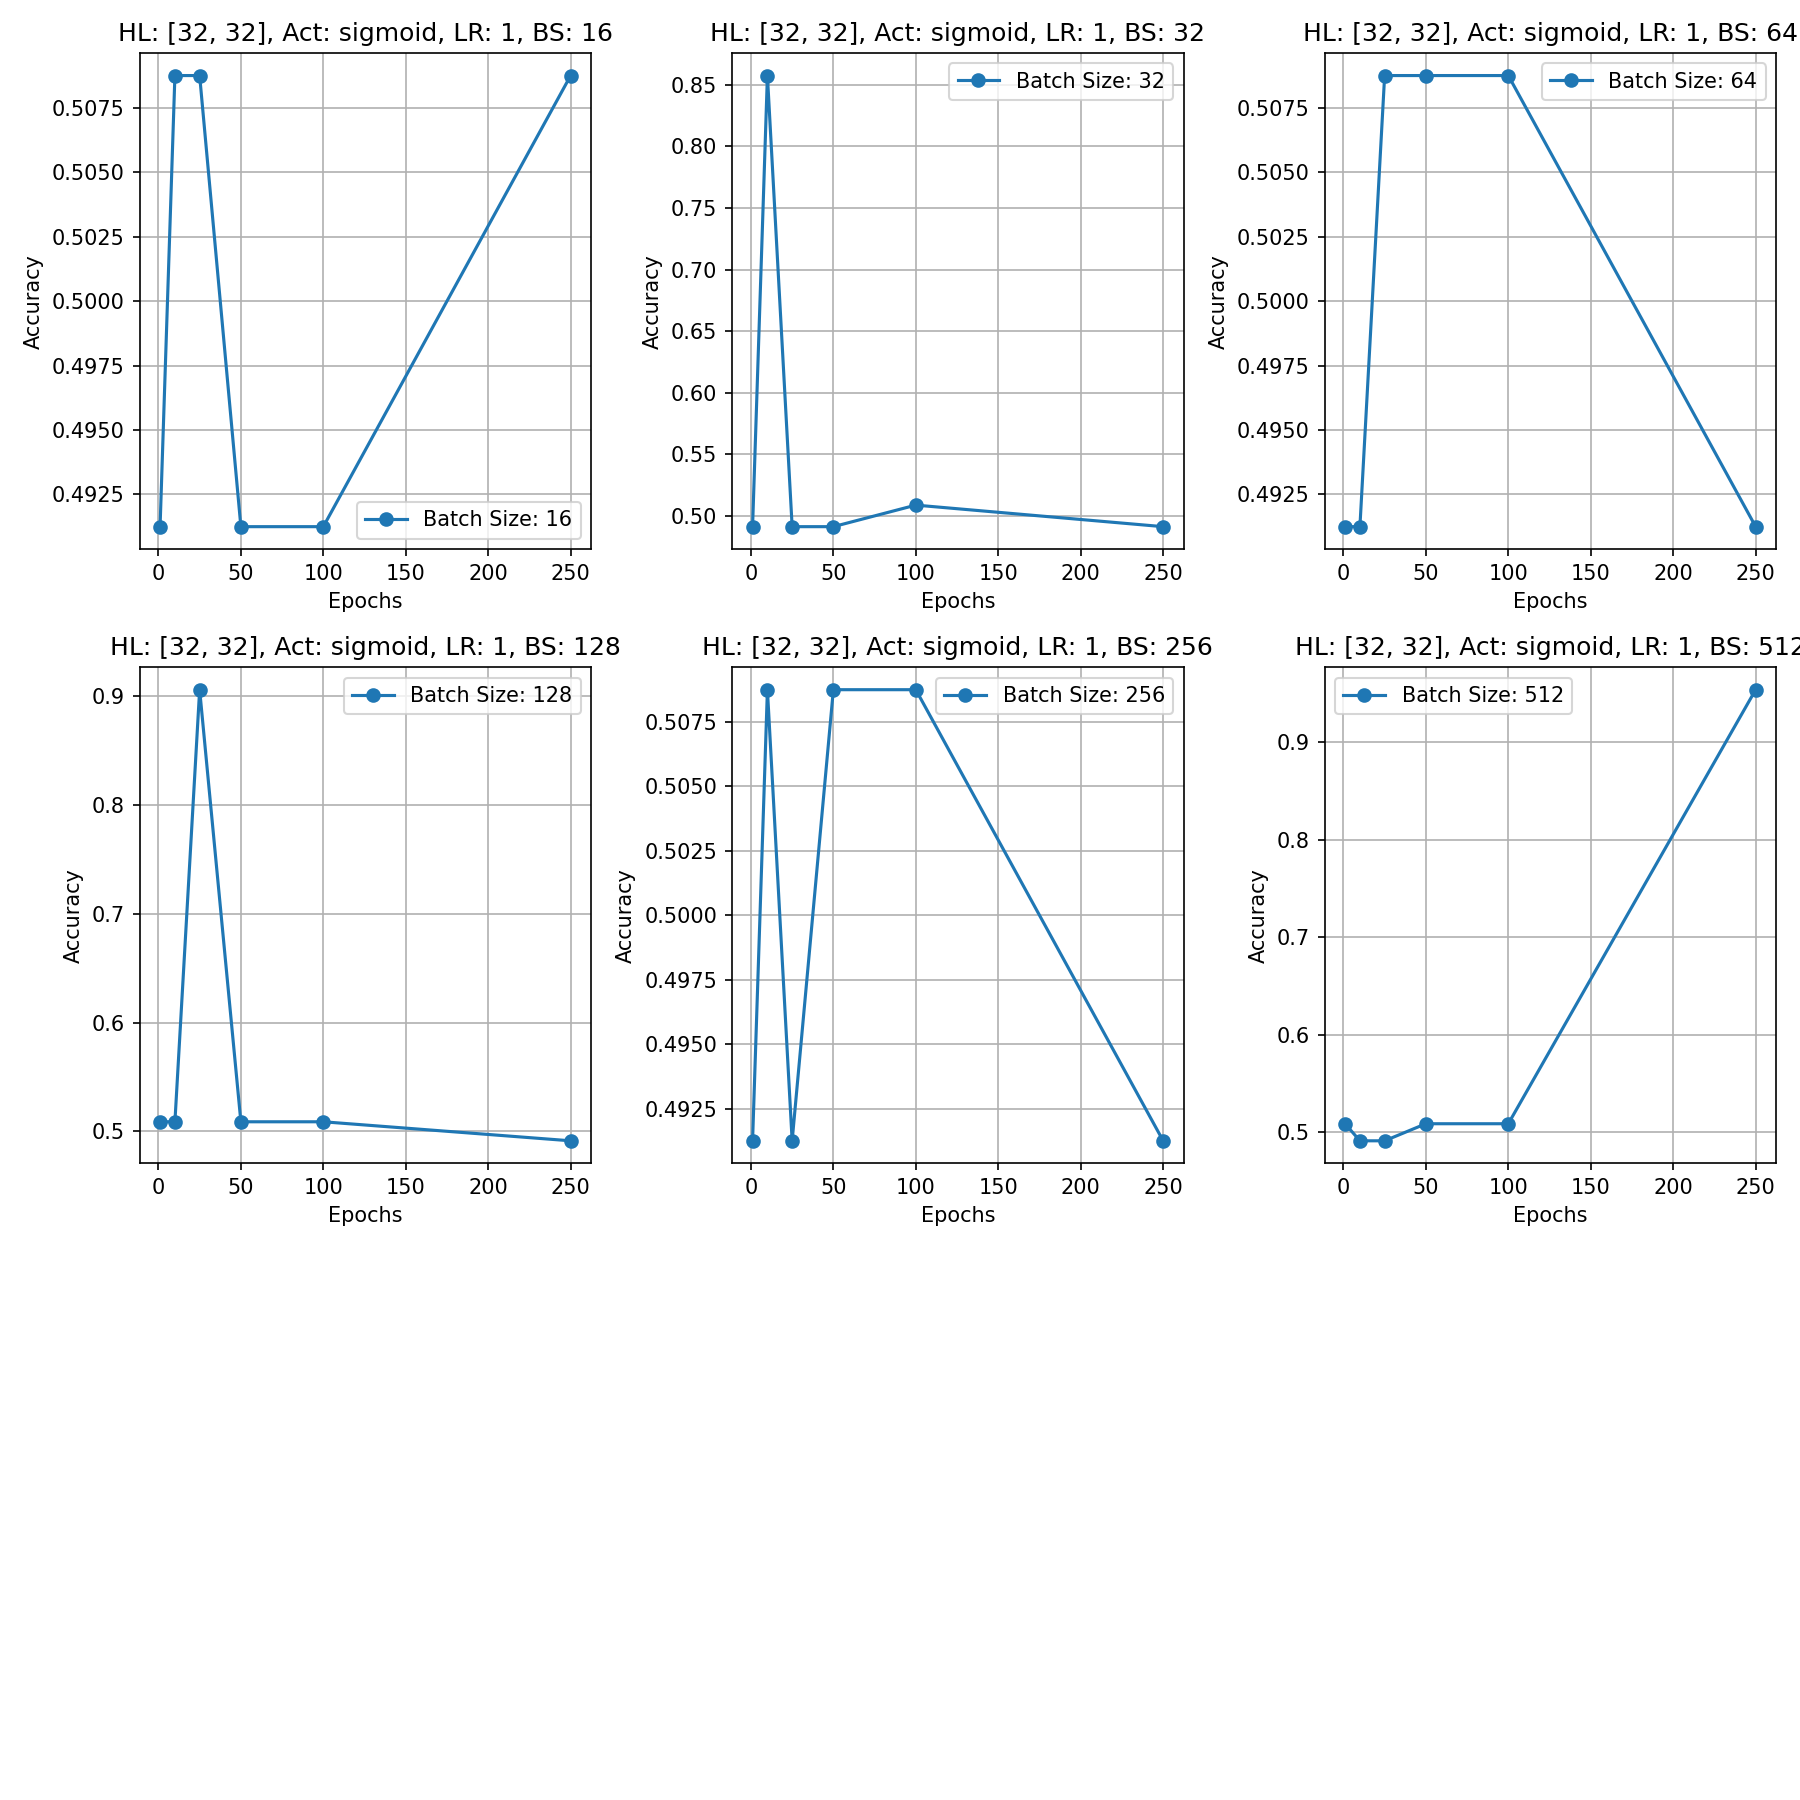 HL: [32, 32], Act: sigmoid, LR: 1, BS: 16
0.5075
0.5050
0.5025
0.5000
0.4975
0.4950
0.4925
Accuracy
Batch Size: 16
0 50 100 150 200 250
Epochs
HL: [32, 32], Act: sigmoid, LR: 1, BS: 32
0.85
0.80
0.75
0.70
0.65
0.60
0.55
0.50
Accuracy
Batch Size: 32
0 50 100 150 200 250
Epochs
HL: [32, 32], Act: sigmoid, LR: 1, BS: 64
0.5075
0.5050
0.5025
0.5000
0.4975
0.4950
0.4925
Accuracy
Batch Size: 64
0 50 100 150 200 250
Epochs
HL: [32, 32], Act: sigmoid, LR: 1, BS: 128
0.9
0.8
0.7
0.6
0.5
Accuracy
Batch Size: 128
0 50 100 150 200 250
Epochs
HL: [32, 32], Act: sigmoid, LR: 1, BS: 256
0.5075
0.5050
0.5025
0.5000
0.4975
0.4950
0.4925
Accuracy
Batch Size: 256
0 50 100 150 200 250
Epochs
HL: [32, 32], Act: sigmoid, LR: 1, BS: 512
0.9
0.8
0.7
0.6
0.5
Accuracy
Batch Size: 512
0 50 100 150 200 250
Epochs